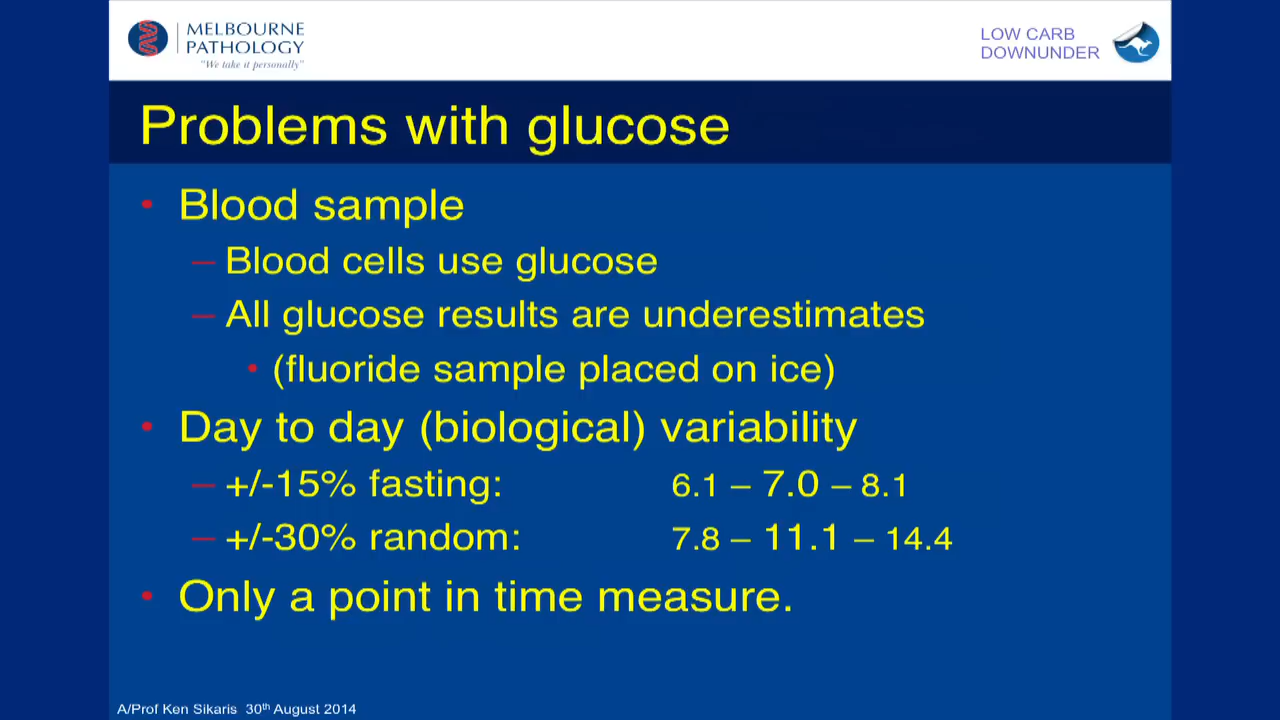 MELBOURNE
PATHOLOGY
"We take it personally"
LOW CARB
DOWNUNDER
Problems with glucose
• Blood sample
– Blood cells use glucose
– All glucose results are underestimates
• (fluoride sample placed on ice)
• Day to day (biological) variability
– +/-15% fasting: 6.1 – 7.0 – 8.1
– +/-30% random: 7.8 – 11.1 – 14.4
• Only a point in time measure.
A/Prof Ken Sikaris 30th August 2014